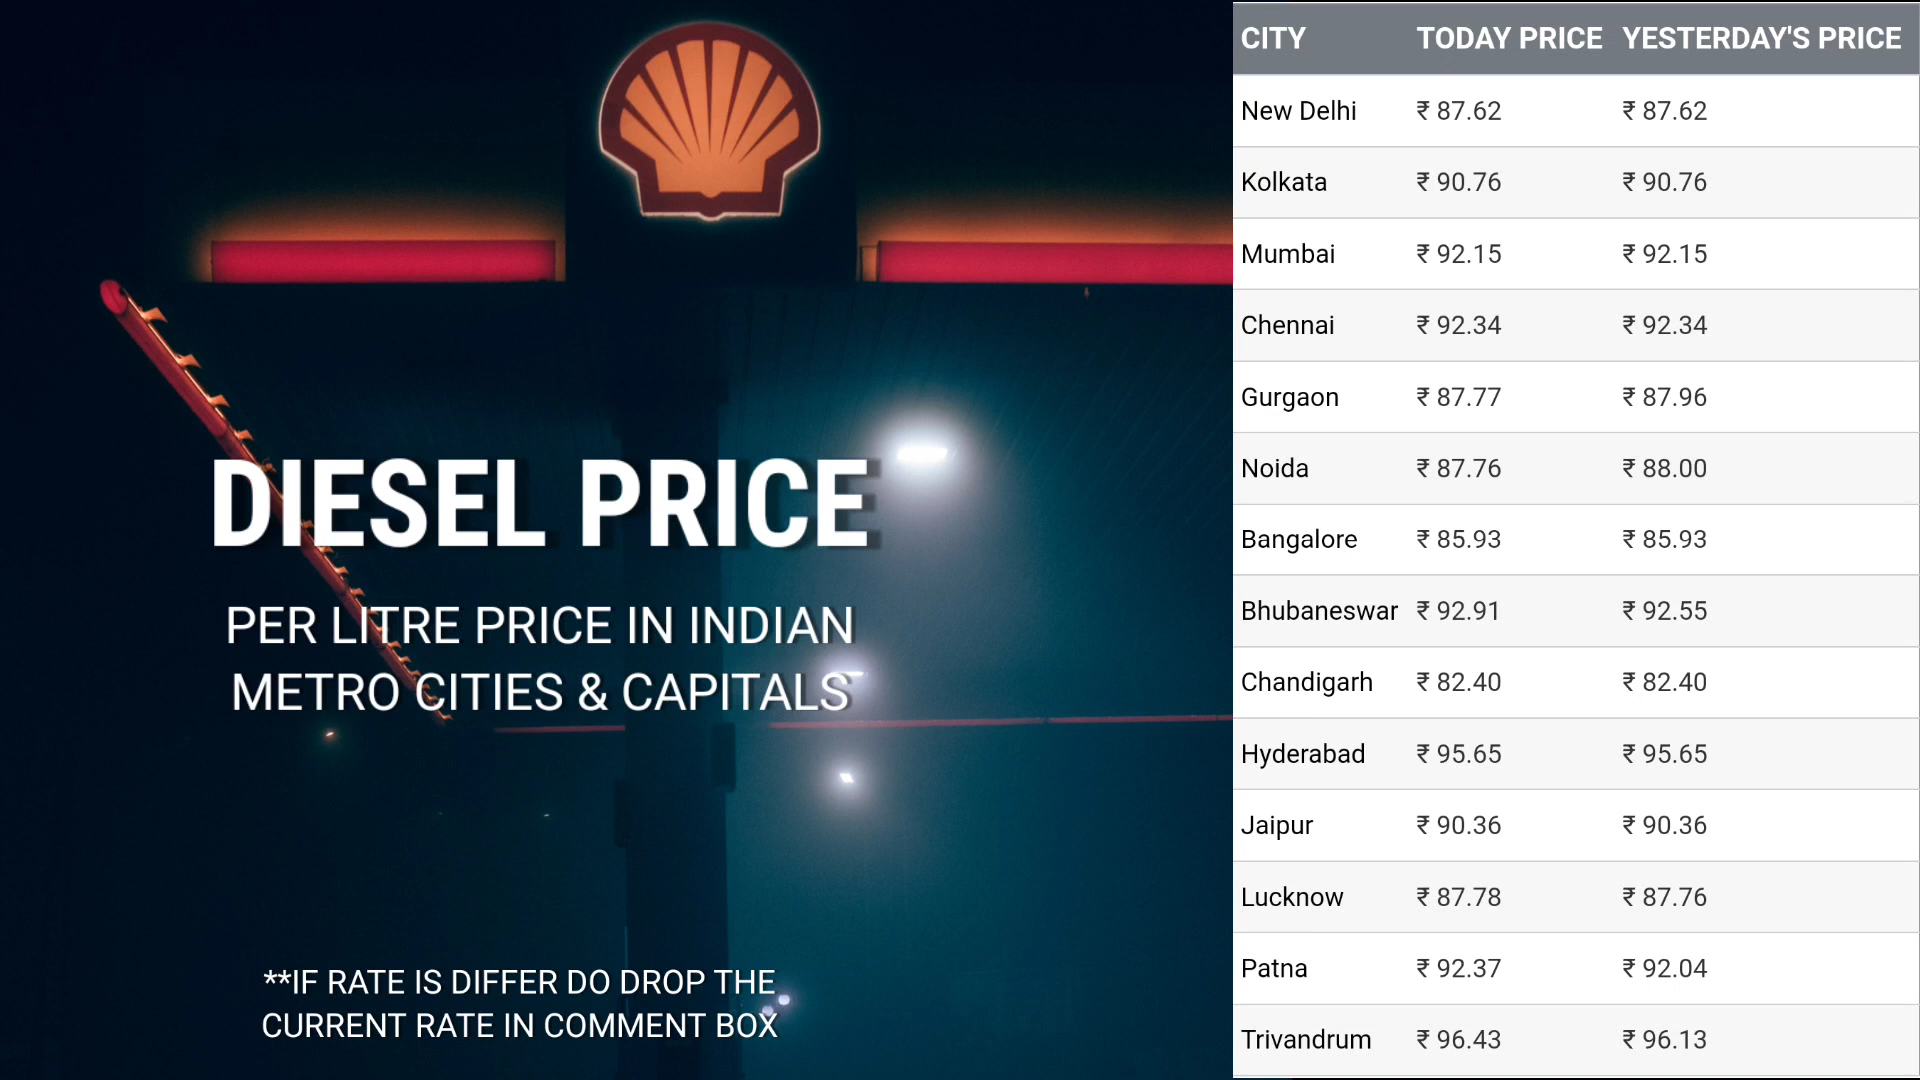 DIESEL PRICE
PER LITRE PRICE IN INDIAN
METRO CITIES & CAPITALS
**IF RATE IS DIFFER DO DROP THE
CURRENT RATE IN COMMENT BOX
CITY TODAY PRICE YESTERDAY'S PRICE
New Delhi ₹ 87.62 ₹ 87.62
Kolkata ₹ 90.76 ₹ 90.76
Mumbai ₹ 92.15 ₹ 92.15
Chennai ₹ 92.34 ₹ 92.34
Gurgaon ₹ 87.77 ₹ 87.96
Noida ₹ 87.76 ₹ 88.00
Bangalore ₹ 85.93 ₹ 85.93
Bhubaneswar ₹ 92.91 ₹ 92.55
Chandigarh ₹ 82.40 ₹ 82.40
Hyderabad ₹ 95.65 ₹ 95.65
Jaipur ₹ 90.36 ₹ 90.36
Lucknow ₹ 87.78 ₹ 87.76
Patna ₹ 92.37 ₹ 92.04
Trivandrum ₹ 96.43 ₹ 96.13